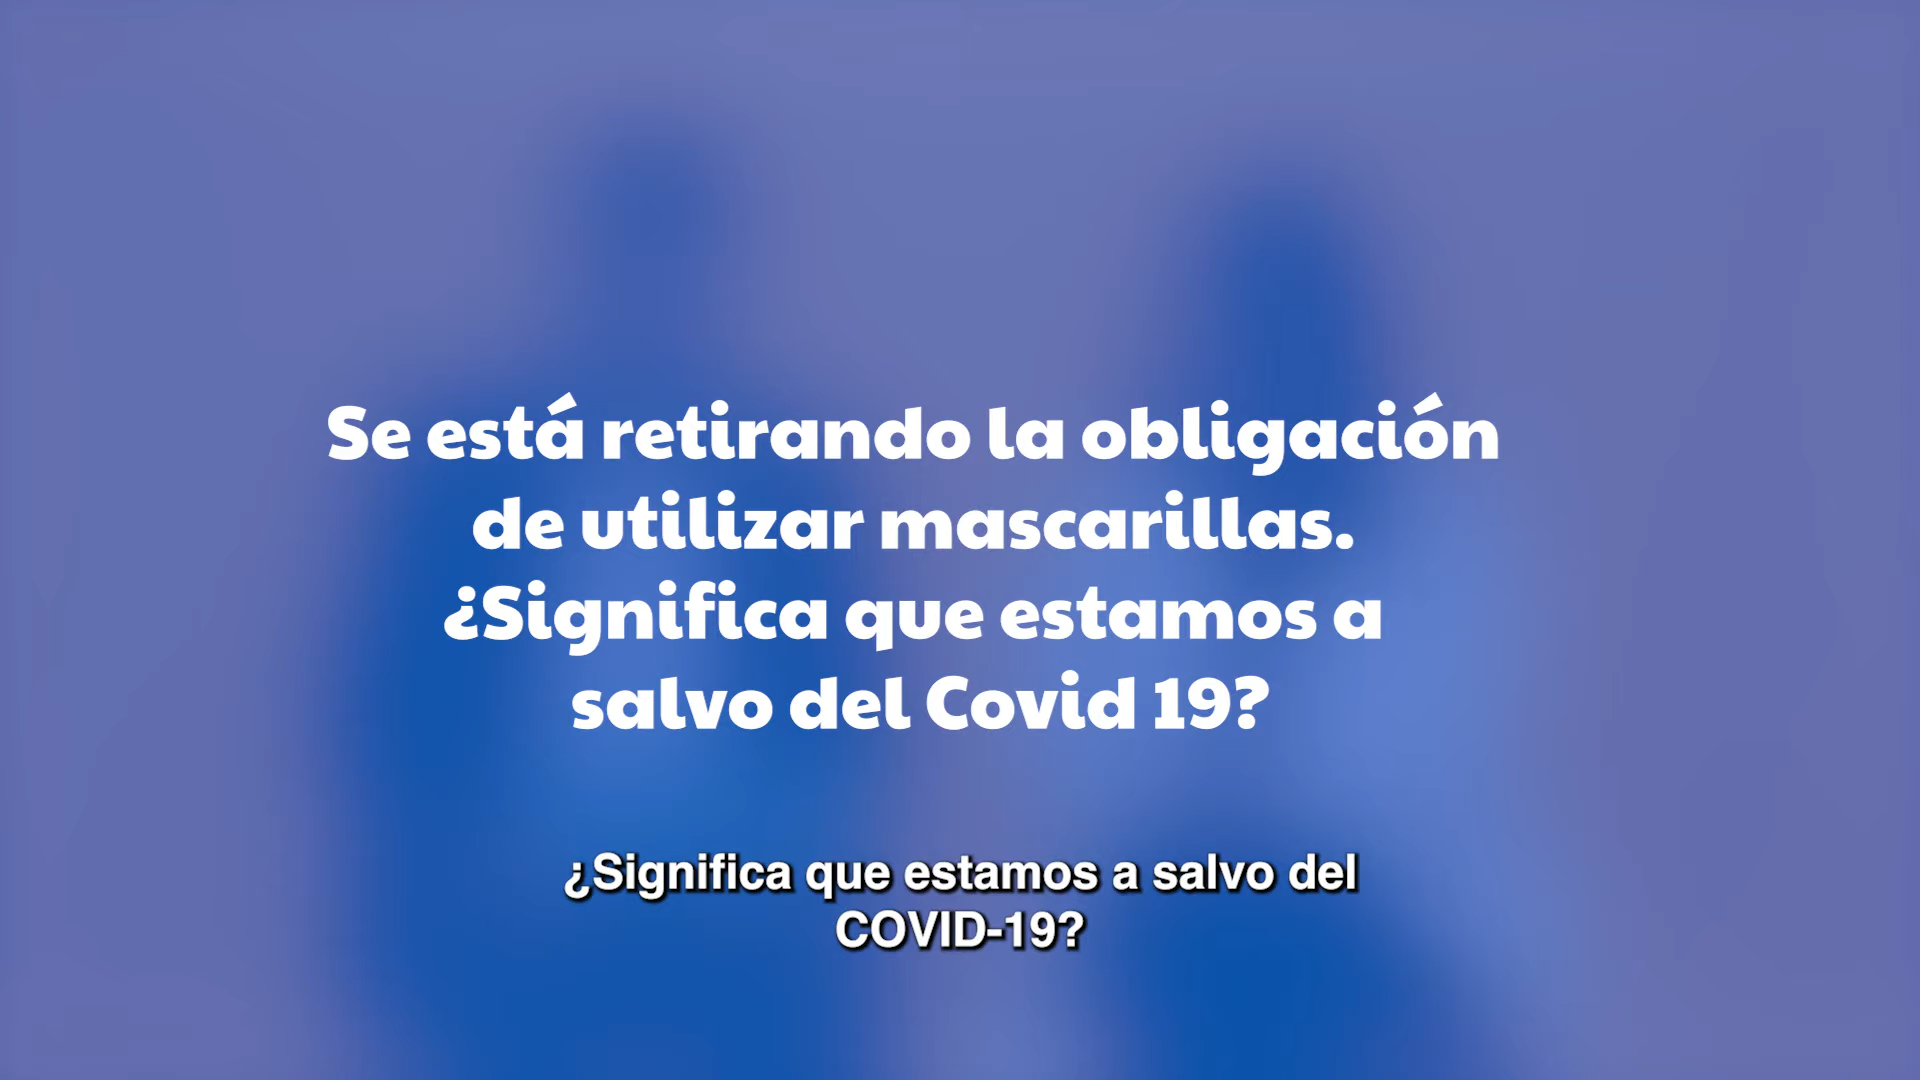 Se está retirando la obligación
de utilizar mascarillas.
¿Significa que estamos a
salvo del Covid 19?
¿Significa que estamos a salvo del
COVID-19?